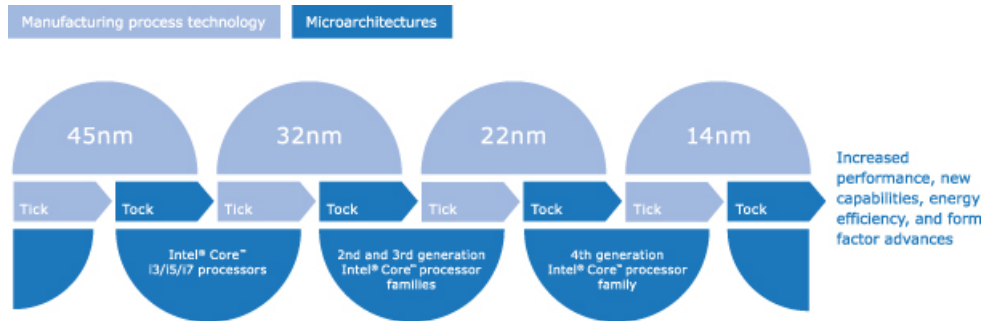 Manufacturing process technology
Microarchitectures
45nm
32nm
22nm
14nm
Tick
Tock
Tick
Tock
Tick
Tock
Tick
Tock
Increased
performance, new
capabilities, energy
efficiency, and form
factor advances
Intel® Core™
i3/i5/i7 processors
2nd and 3rd generation
Intel® Core™ processor
families
4th generation
Intel® Core™ processor
family